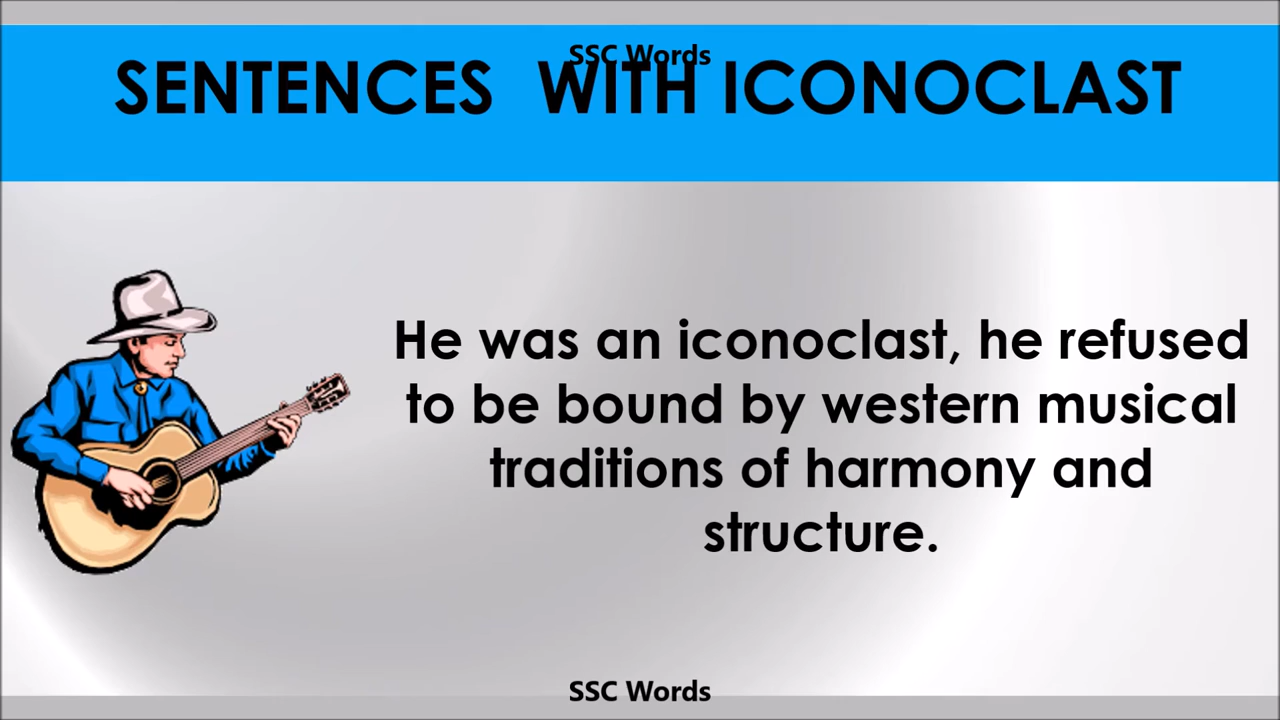 SSC Words
SENTENCES WITH ICONOCLAST
He was an iconoclast, he refused
to be bound by western musical
traditions of harmony and
structure.
SSC Words